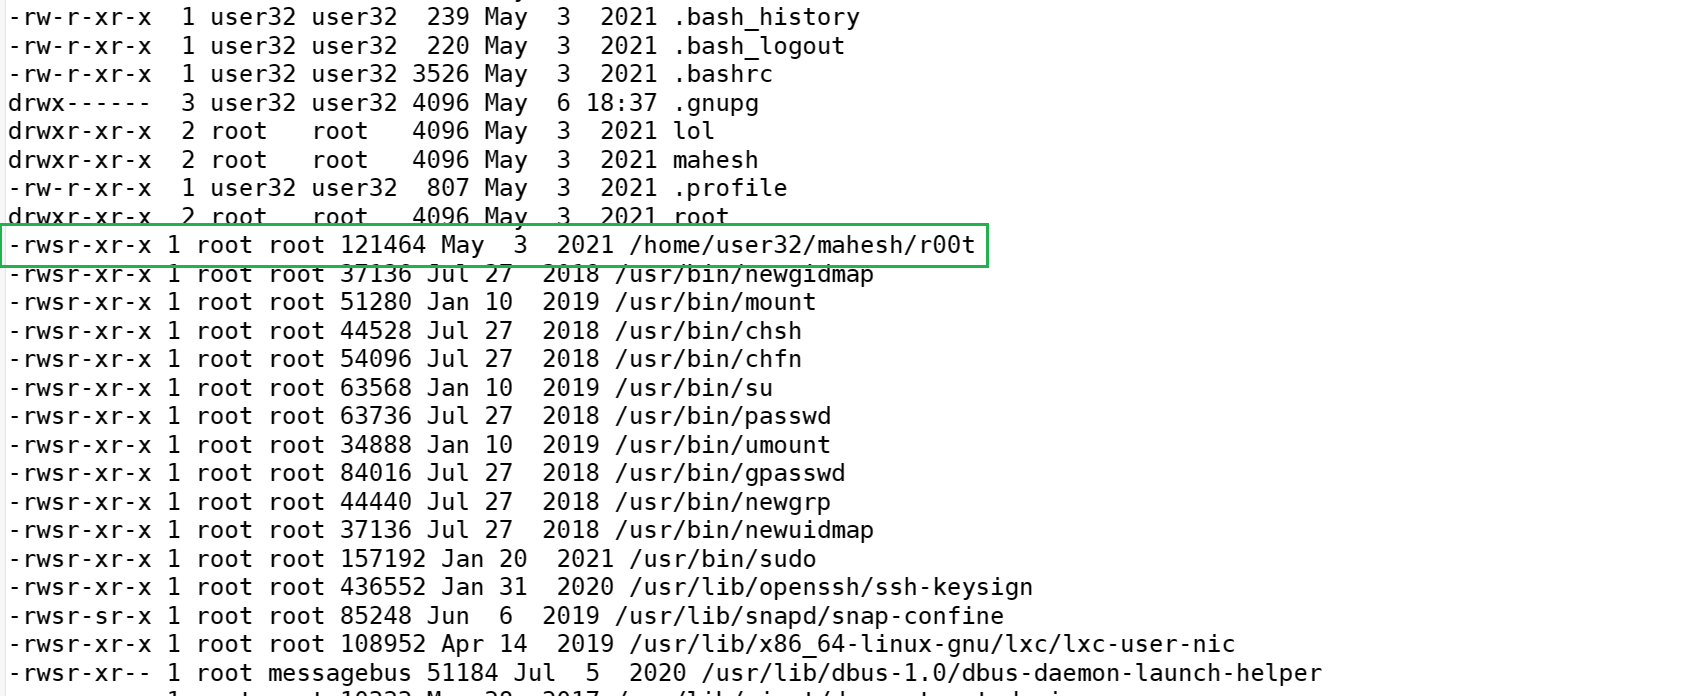 -rw-r-xr-x  1 user32 user32  239 May  3  2021 .bash_history
-rw-r-xr-x  1 user32 user32  220 May  3  2021 .bash_logout
-rw-r-xr-x  1 user32 user32 3526 May  3  2021 .bashrc
drwx------  3 user32 user32 4096 May  6 18:37 .gnupg
drwxr-xr-x  2 root   root   4096 May  3  2021 lol
drwxr-xr-x  2 root   root   4096 May  3  2021 mahesh
-rw-r-xr-x  1 user32 user32  807 May  3  2021 .profile
drwxr-xr-x  2 root   root   4096 May  3  2021 root
-rwsr-xr-x 1 root root 121464 May  3  2021 /home/user32/mahesh/r00t
-rwsr-xr-x 1 root root 37136 Jul 27  2018 /usr/bin/newgidmap
-rwsr-xr-x 1 root root 51280 Jan 10  2019 /usr/bin/mount
-rwsr-xr-x 1 root root 44528 Jul 27  2018 /usr/bin/chsh
-rwsr-xr-x 1 root root 54096 Jul 27  2018 /usr/bin/chfn
-rwsr-xr-x 1 root root 63568 Jan 10  2019 /usr/bin/su
-rwsr-xr-x 1 root root 63736 Jul 27  2018 /usr/bin/passwd
-rwsr-xr-x 1 root root 34888 Jan 10  2019 /usr/bin/umount
-rwsr-xr-x 1 root root 84016 Jul 27  2018 /usr/bin/gpasswd
-rwsr-xr-x 1 root root 44440 Jul 27  2018 /usr/bin/newgrp
-rwsr-xr-x 1 root root 37136 Jul 27  2018 /usr/bin/newuidmap
-rwsr-xr-x 1 root root 157192 Jan 20  2021 /usr/bin/sudo
-rwsr-xr-x 1 root root 436552 Jan 31  2020 /usr/lib/openssh/ssh-keysign
-rwsr-sr-x 1 root root 85248 Jun  6  2019 /usr/lib/snapd/snap-confine
-rwsr-xr-x 1 root root 108952 Apr 14  2019 /usr/lib/x86_64-linux-gnu/lxc/lxc-user-nic
-rwsr-xr-- 1 root messagebus 51184 Jul  5  2020 /usr/lib/dbus-1.0/dbus-daemon-launch-helper